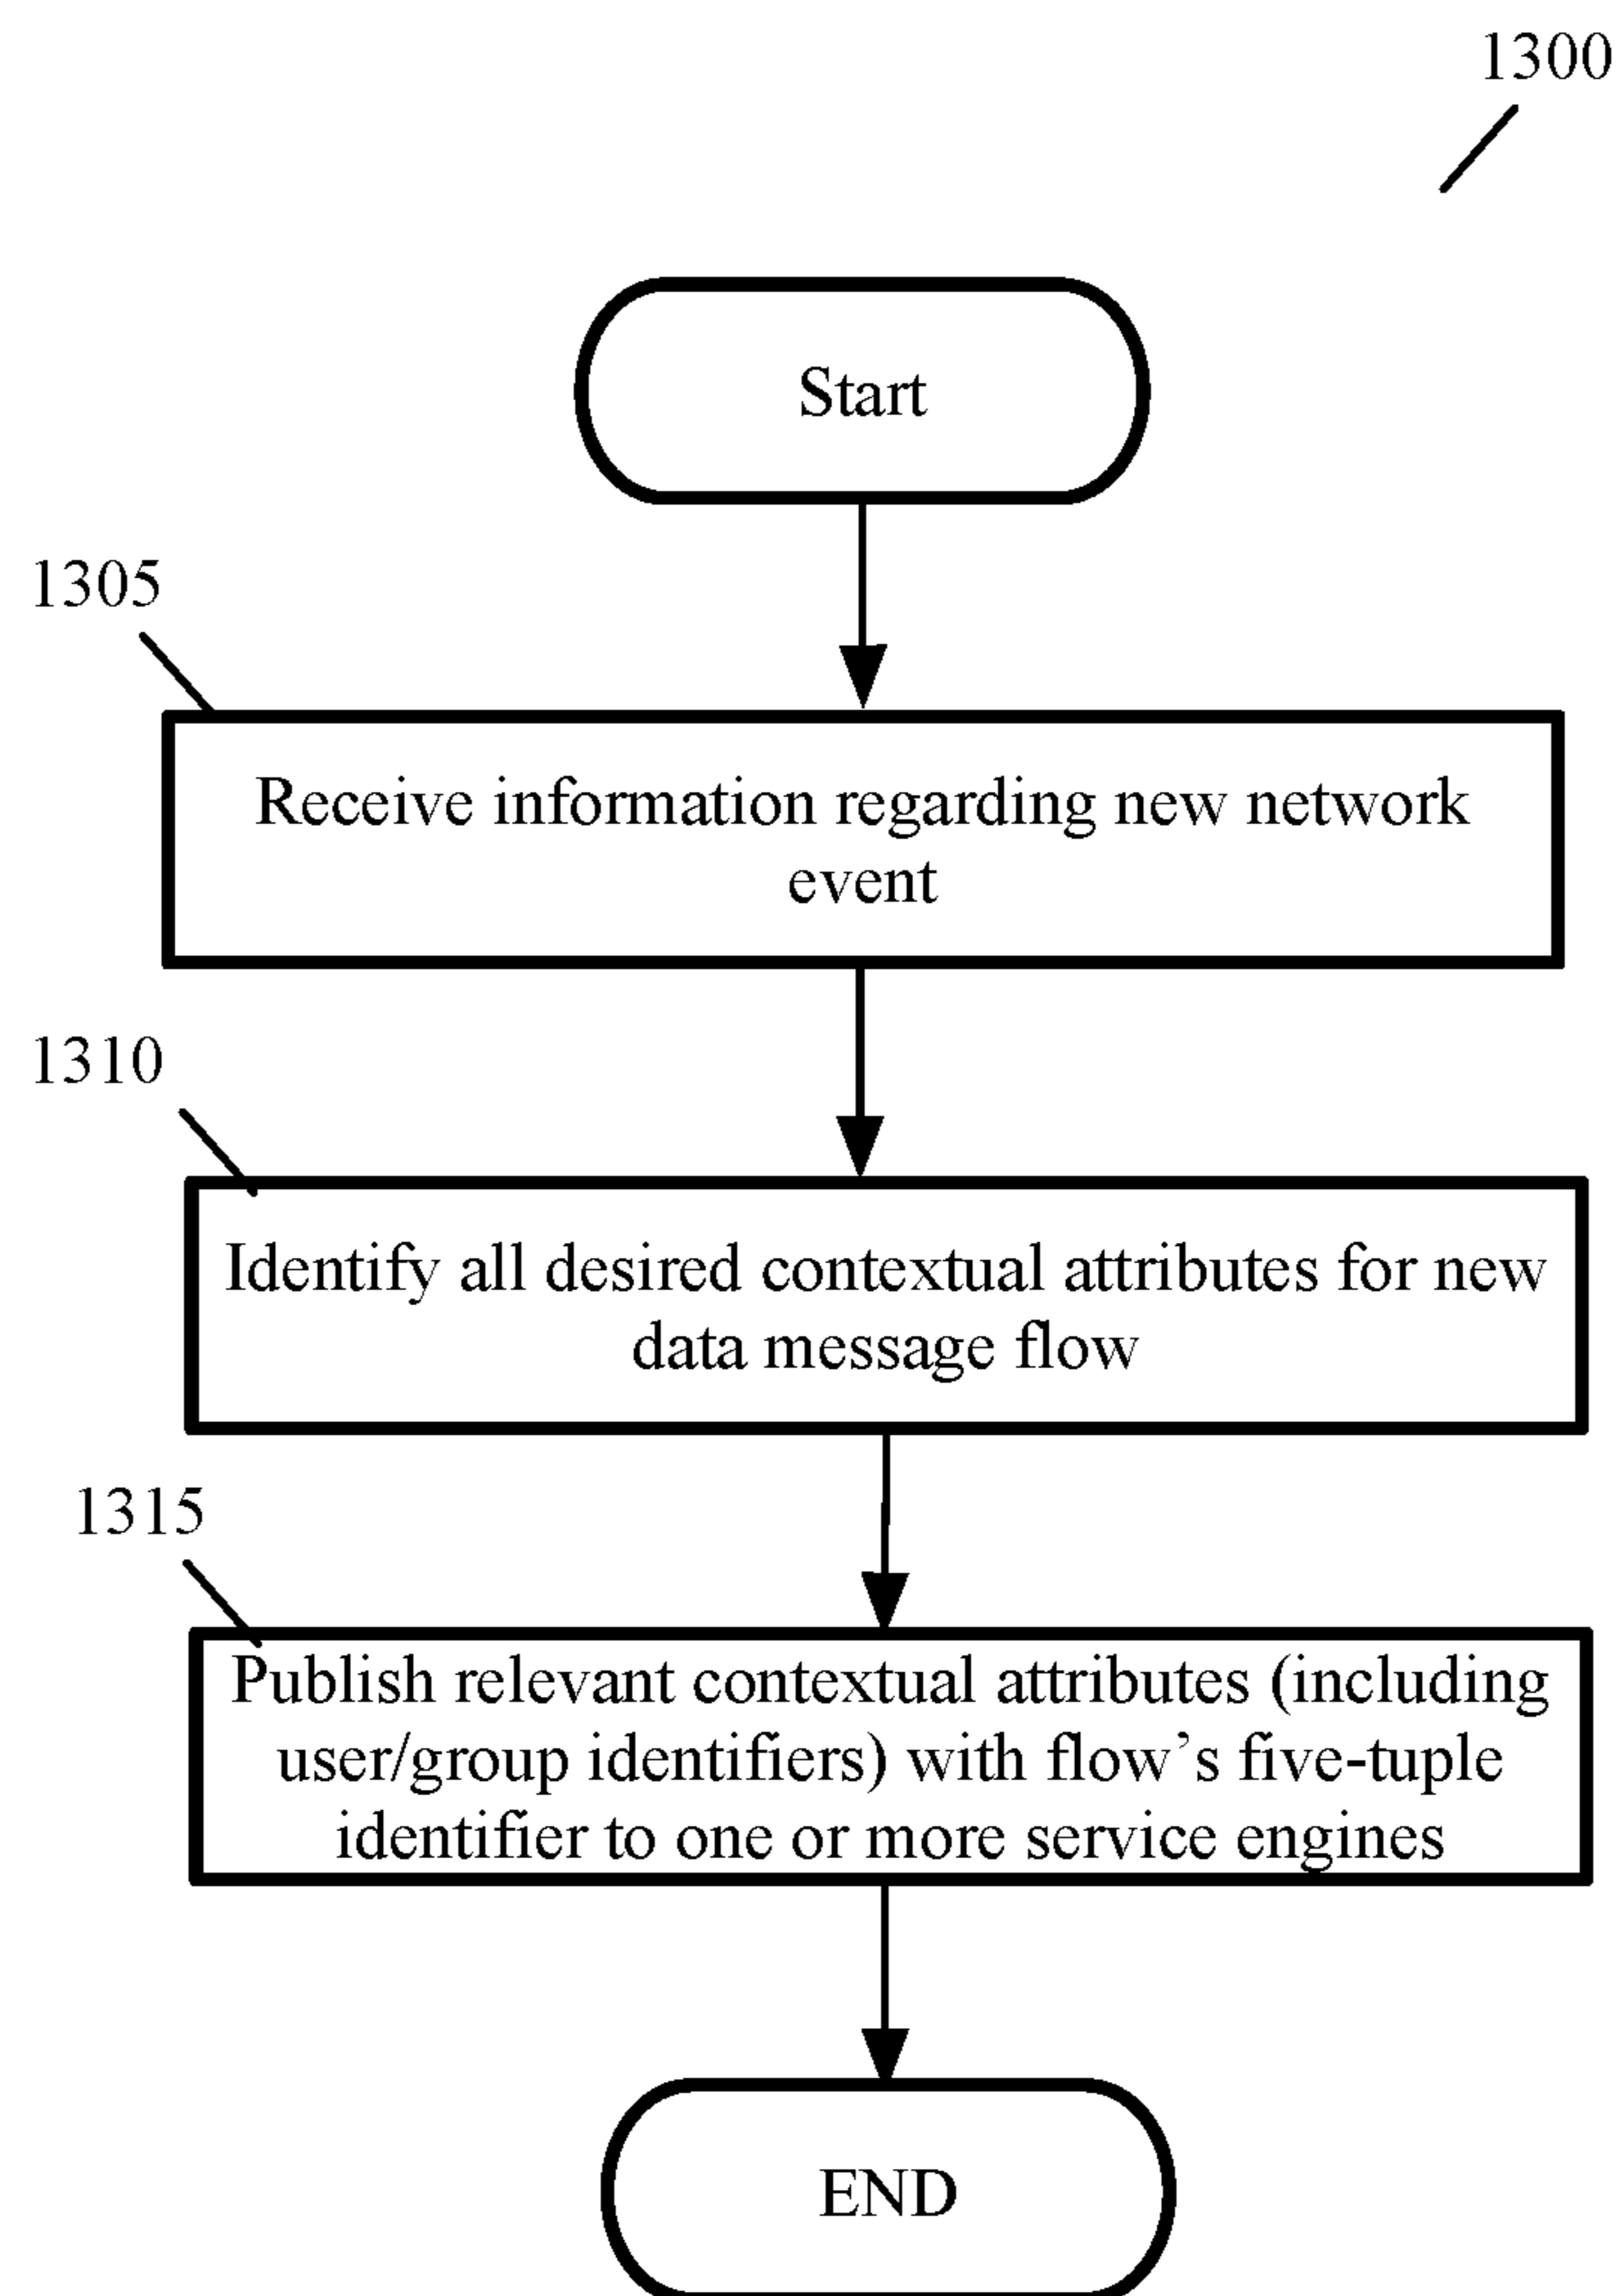 1300
Start
1305
Receive information regarding new network
event
1310
Identify all desired contextual attributes for new
data message flow
1315
Publish relevant contextual attributes (including
user/group identifiers) with flow’s five-tuple
identifier to one or more service engines
END